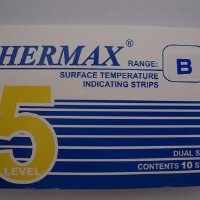 HERMAX®
RANGE: B
SURFACE TEMPERATURE
INDICATING STRIPS
5
LEVEL
DUAL S
CONTENTS 10 S